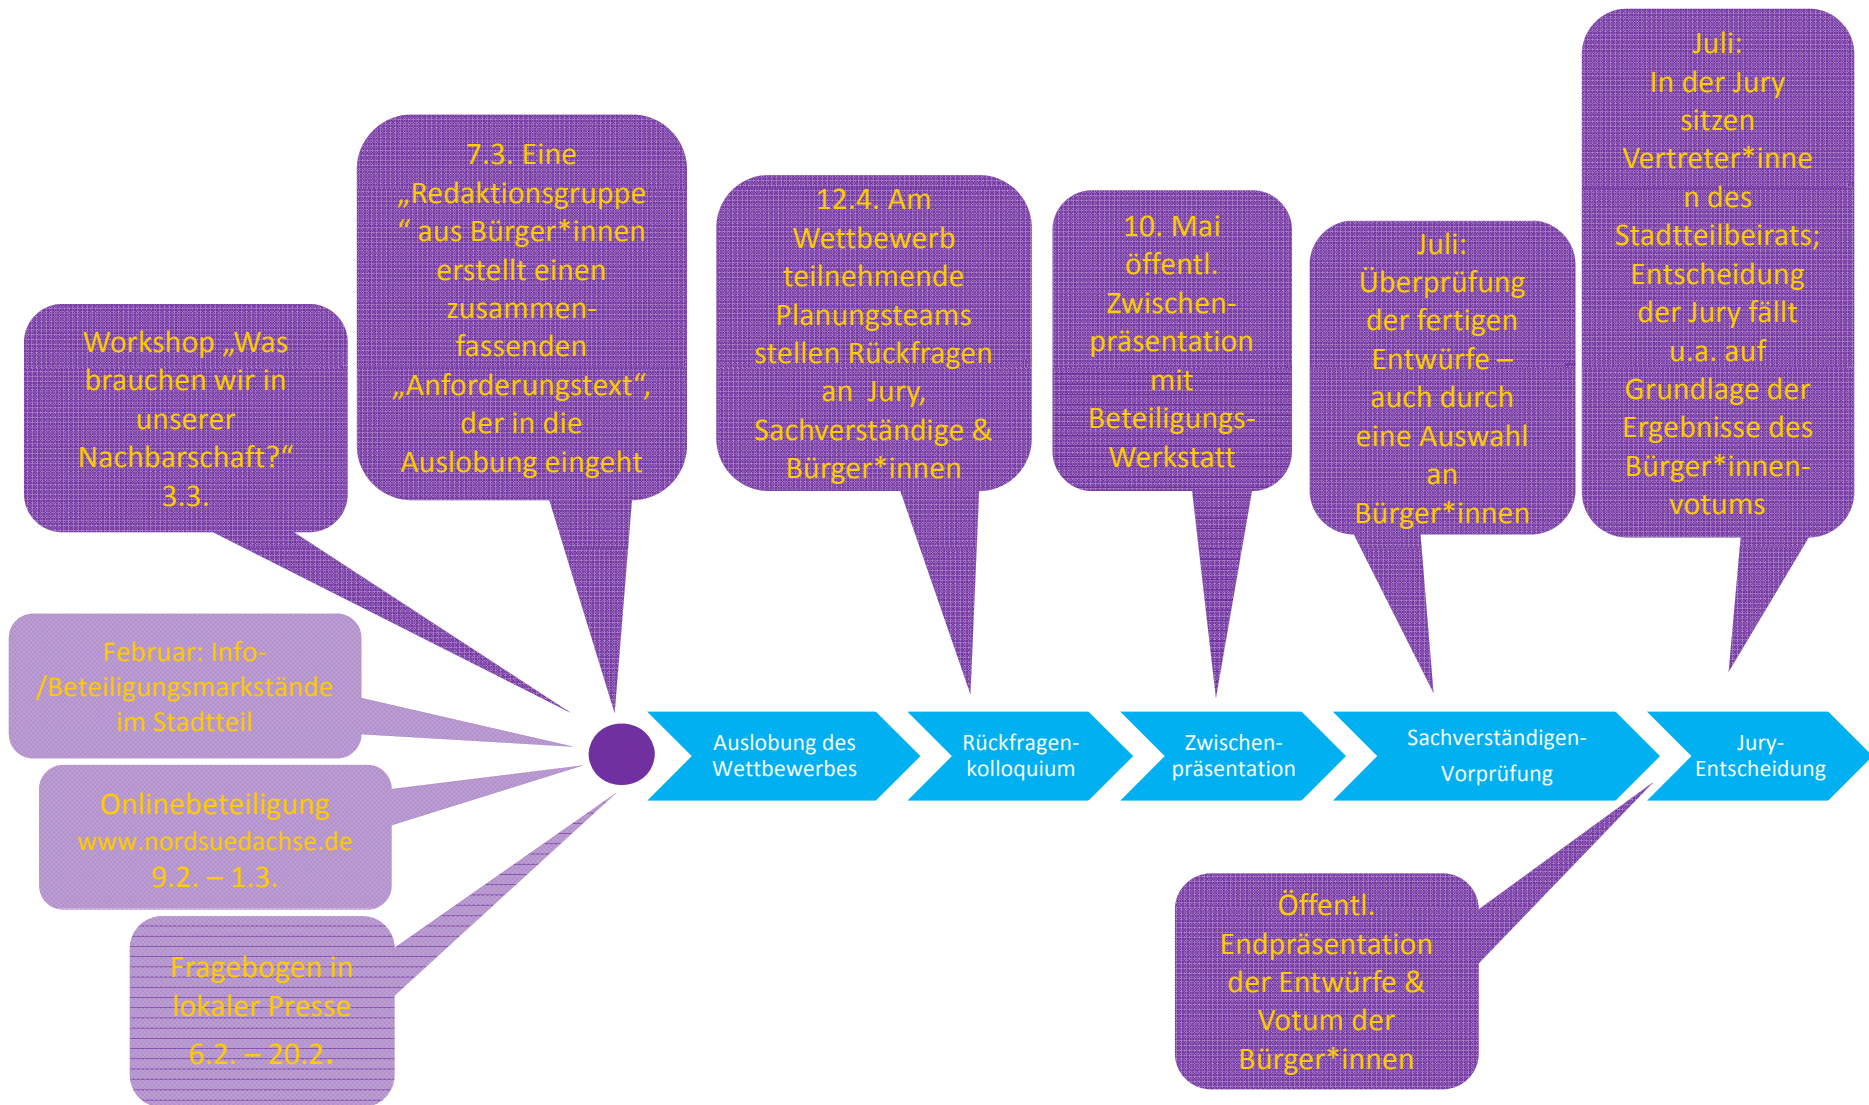 Workshop „Was
brauchen wir in
unserer
Nachbarschaft?“
3.3.
7.3. Eine
„Redaktionsgruppe
“ aus Bürger*innen
erstellt einen
zusammen-
fassenden
„Anforderungstext“,
der in die
Auslobung eingeht
12.4. Am
Wettbewerb
teilnehmende
Planungsteams
stellen Rückfragen
an Jury,
Sachverständige &
Bürger*innen
10. Mai
öffentl.
Zwischen-
präsentation
mit
Beteiligungs-
Werkstatt
Juli:
Überprüfung
der fertigen
Entwürfe –
auch durch
eine Auswahl
an
Bürger*innen
Juli:
In der Jury
sitzen
Vertreter*inne
n des
Stadtteilbeirats;
Entscheidung
der Jury fällt
u.a. auf
Grundlage der
Ergebnisse des
Bürger*innen-
votums
Februar: Info-
/Beteiligungsmarkstände
im Stadtteil
Onlinebeteiligung
www.nordsuedachse.de
9.2. – 1.3.
Fragebogen in
lokaler Presse
6.2. – 20.2.
Auslobung des
Wettbewerbes
Rückfragen-
kolloquium
Zwischen-
präsentation
Sachverständigen-
Vorprüfung
Jury-
Entscheidung
Öffentl.
Endpräsentation
der Entwürfe &
Votum der
Bürger*innen